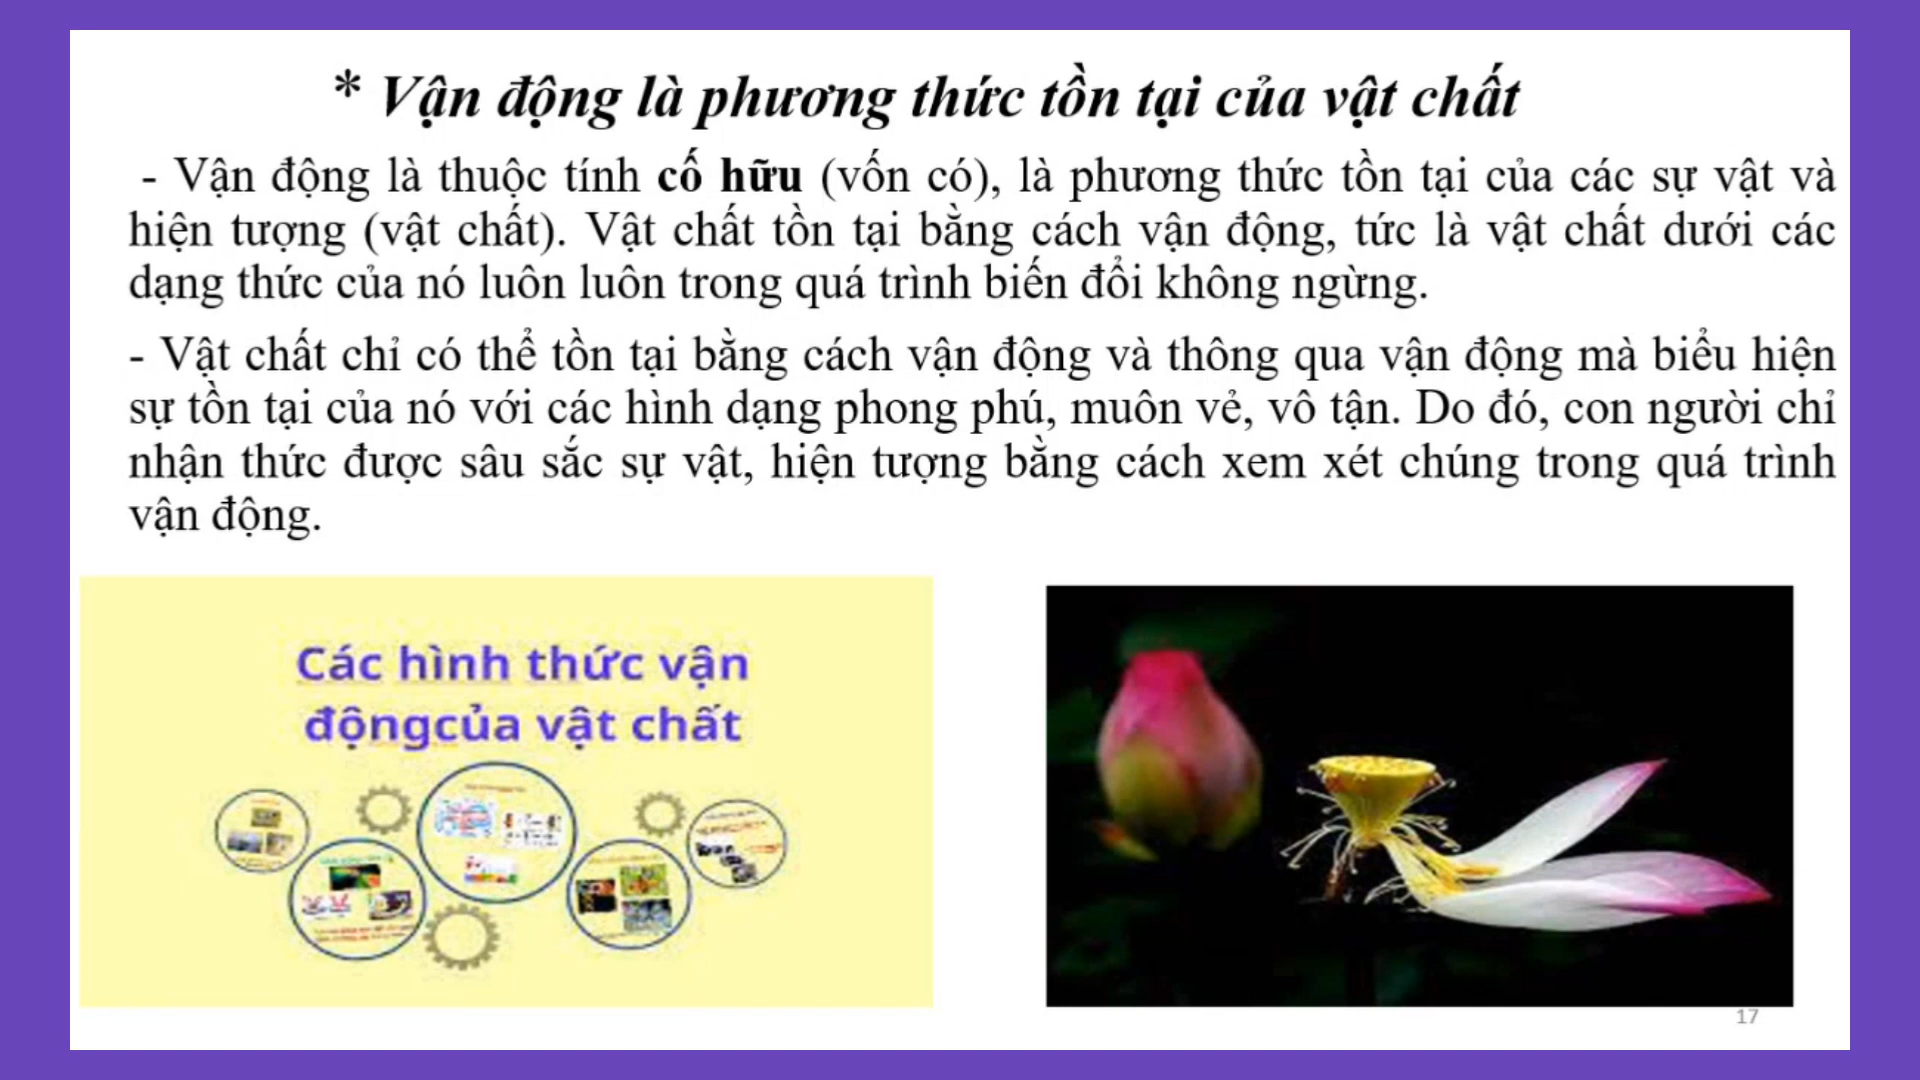 * Vận động là phương thức tồn tại của vật chất
- Vận động là thuộc tính cố hữu (vốn có), là phương thức tồn tại của các sự vật và
hiện tượng (vật chất). Vật chất tồn tại bằng cách vận động, tức là vật chất dưới các
dạng thức của nó luôn luôn trong quá trình biến đổi không ngừng.
- Vật chất chỉ có thể tồn tại bằng cách vận động và thông qua vận động mà biểu hiện
sự tồn tại của nó với các hình dạng phong phú, muôn vẻ, vô tận. Do đó, con người chỉ
nhận thức được sâu sắc sự vật, hiện tượng bằng cách xem xét chúng trong quá trình
vận động.
Các hình thức vận
độngcủa vật chất
17